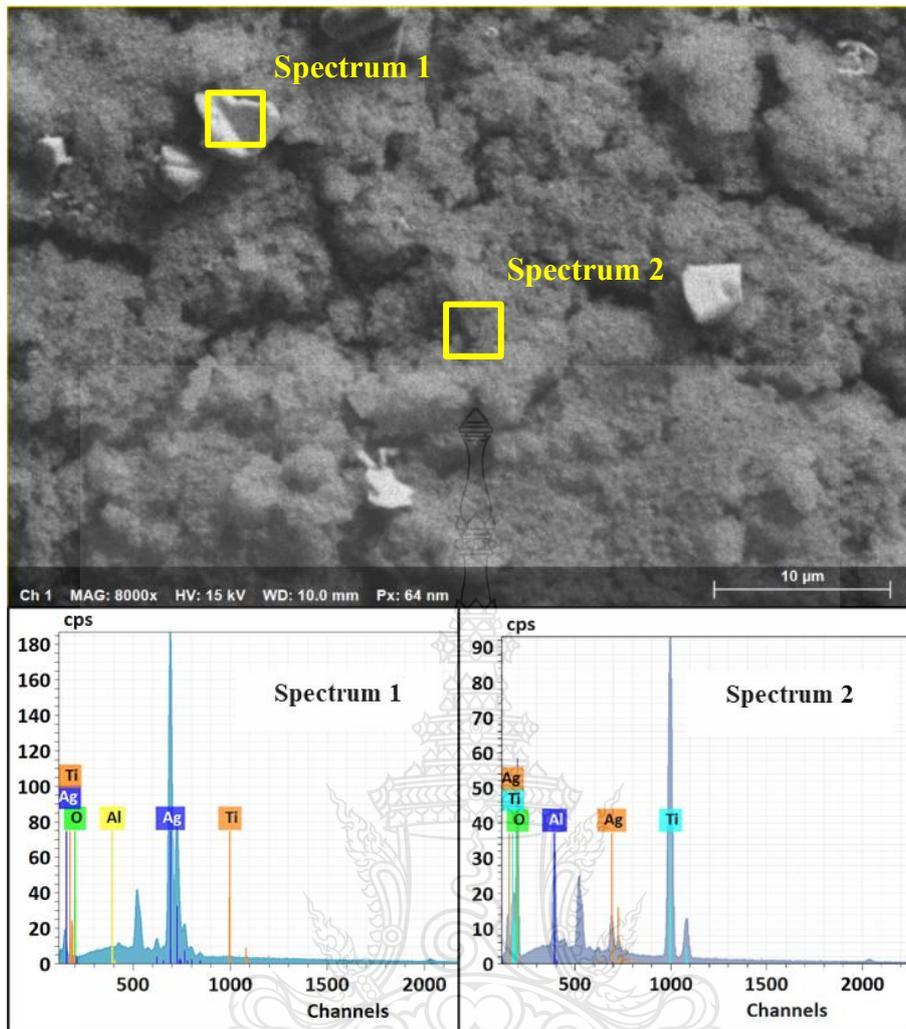 Spectrum 1
Spectrum 2
Ch 1 MAG: 8000x HV: 15 kV WD: 10.0 mm Px: 64 nm
10 µm
cps
180
160
140
120
100
80
60
40
20
0
Spectrum 1
Ti
Ag
O
Al
Ag
Ti
500
1000
1500
2000
Channels
cps
90
80
70
60
50
40
30
20
10
0
Spectrum 2
Ag
Ti
O
Al
Ag
Ti
500
1000
1500
2000
Channels